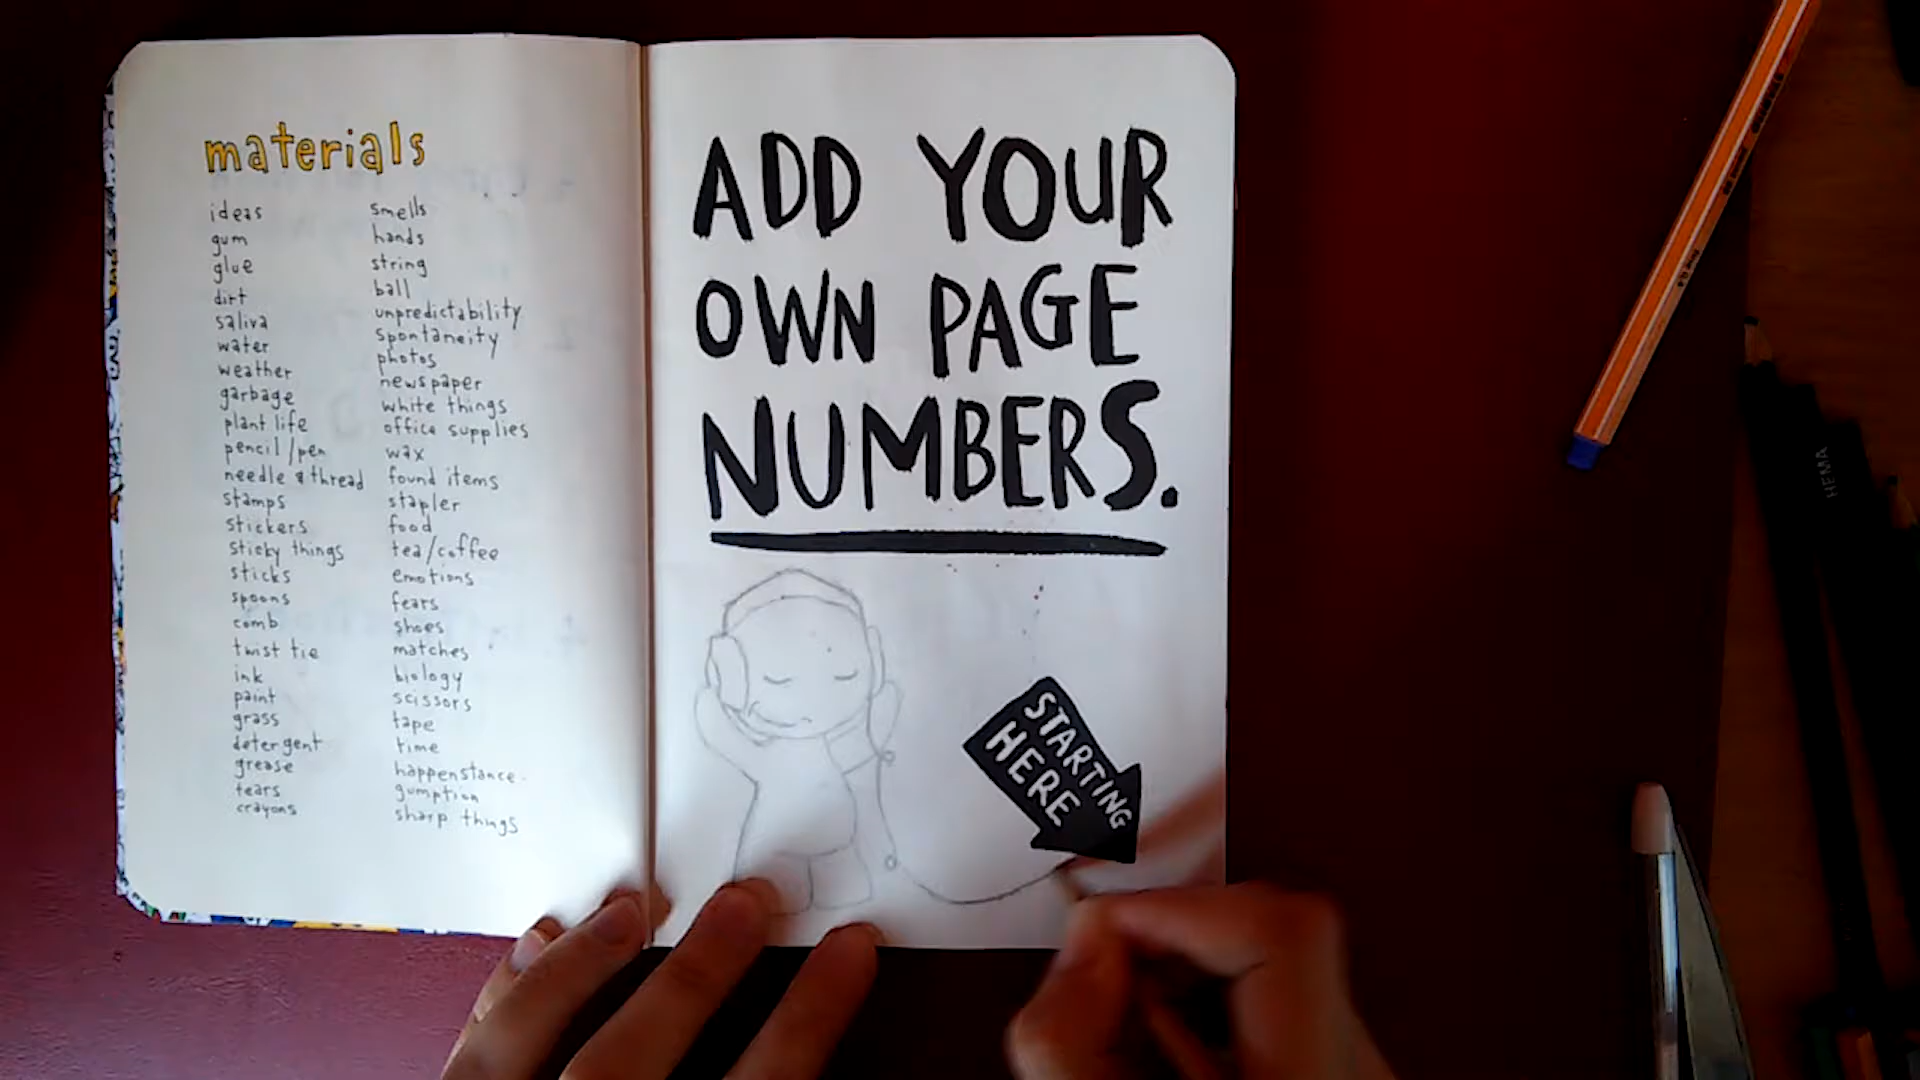 materials
ideas
gum
glue
dirt
saliva
water
weather
garbage
plant life
pencil/pen
needle & thread
stamps
stickers
sticky things
sticks
spoons
comb
twist tie
ink
paint
grass
detergent
grease
tears
crayons
smells
hands
string
ball
unpredictability
spontaneity
photos
newspaper
white things
office supplies
wax
found items
stapler
food
tea/coffee
emotions
fears
shoes
matches
biology
scissors
tape
time
happenstance
gumption
sharp things
ADD YOUR
OWN PAGE
NUMBERS.
STARTING
HERE
HEMA